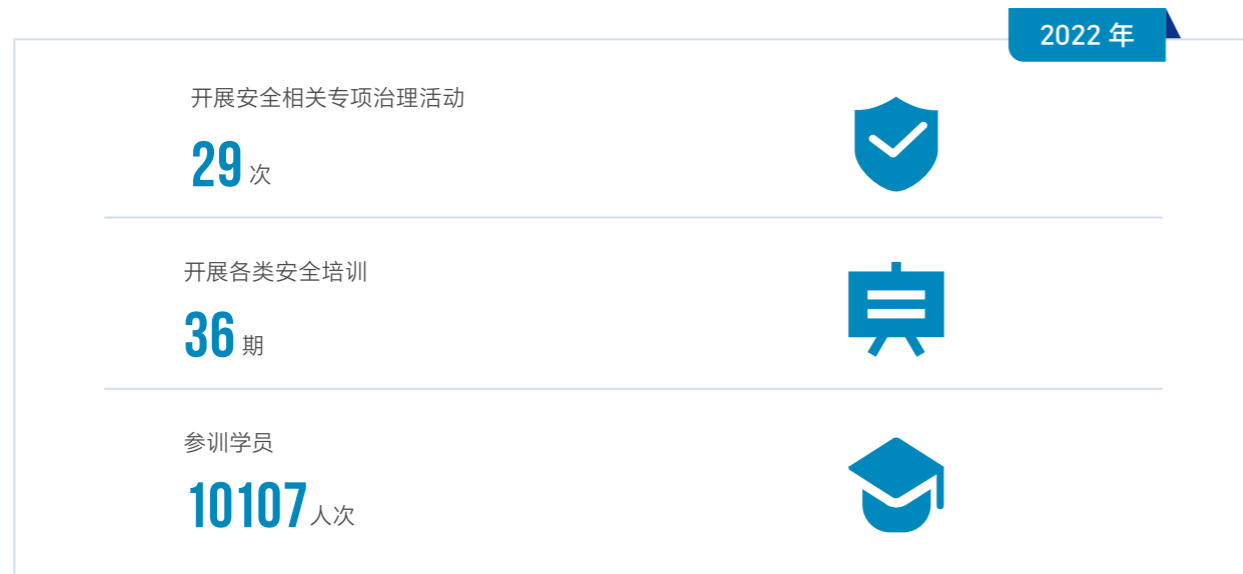 2022 年
开展安全相关专项治理活动
29 次
开展各类安全培训
36 期
参训学员
10107 人次